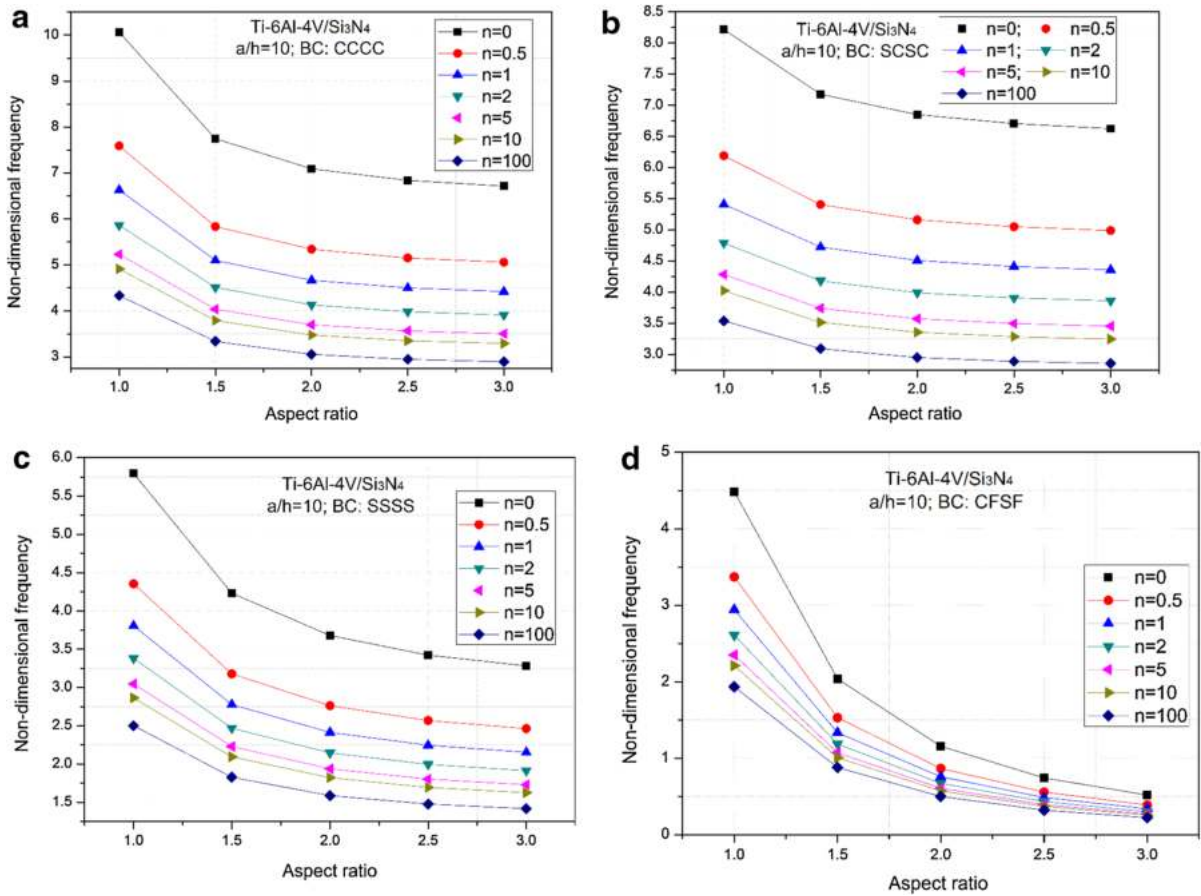 a
Ti-6Al-4V/Si₃N₄
a/h=10; BC: CCCC
n=0
n=0.5
n=1
n=2
n=5
n=10
n=100
10
9
8
7
6
5
4
3
Non-dimensional frequency
1.0 1.5 2.0 2.5 3.0
Aspect ratio
b
Ti-6Al-4V/Si₃N₄
a/h=10; BC: SCSC
n=0; n=0.5
n=1; n=2
n=5; n=10
n=100
8.5
8.0
7.5
7.0
6.5
6.0
5.5
5.0
4.5
4.0
3.5
3.0
Non-dimensional frequency
1.0 1.5 2.0 2.5 3.0
Aspect ratio
c
Ti-6Al-4V/Si₃N₄
a/h=10; BC: SSSS
n=0
n=0.5
n=1
n=2
n=5
n=10
n=100
6.0
5.5
5.0
4.5
4.0
3.5
3.0
2.5
2.0
1.5
Non-dimensional frequency
1.0 1.5 2.0 2.5 3.0
Aspect ratio
d
Ti-6Al-4V/Si₃N₄
a/h=10; BC: CFSF
n=0
n=0.5
n=1
n=2
n=5
n=10
n=100
5
4
3
2
1
0
Non-dimensional frequency
1.0 1.5 2.0 2.5 3.0
Aspect ratio